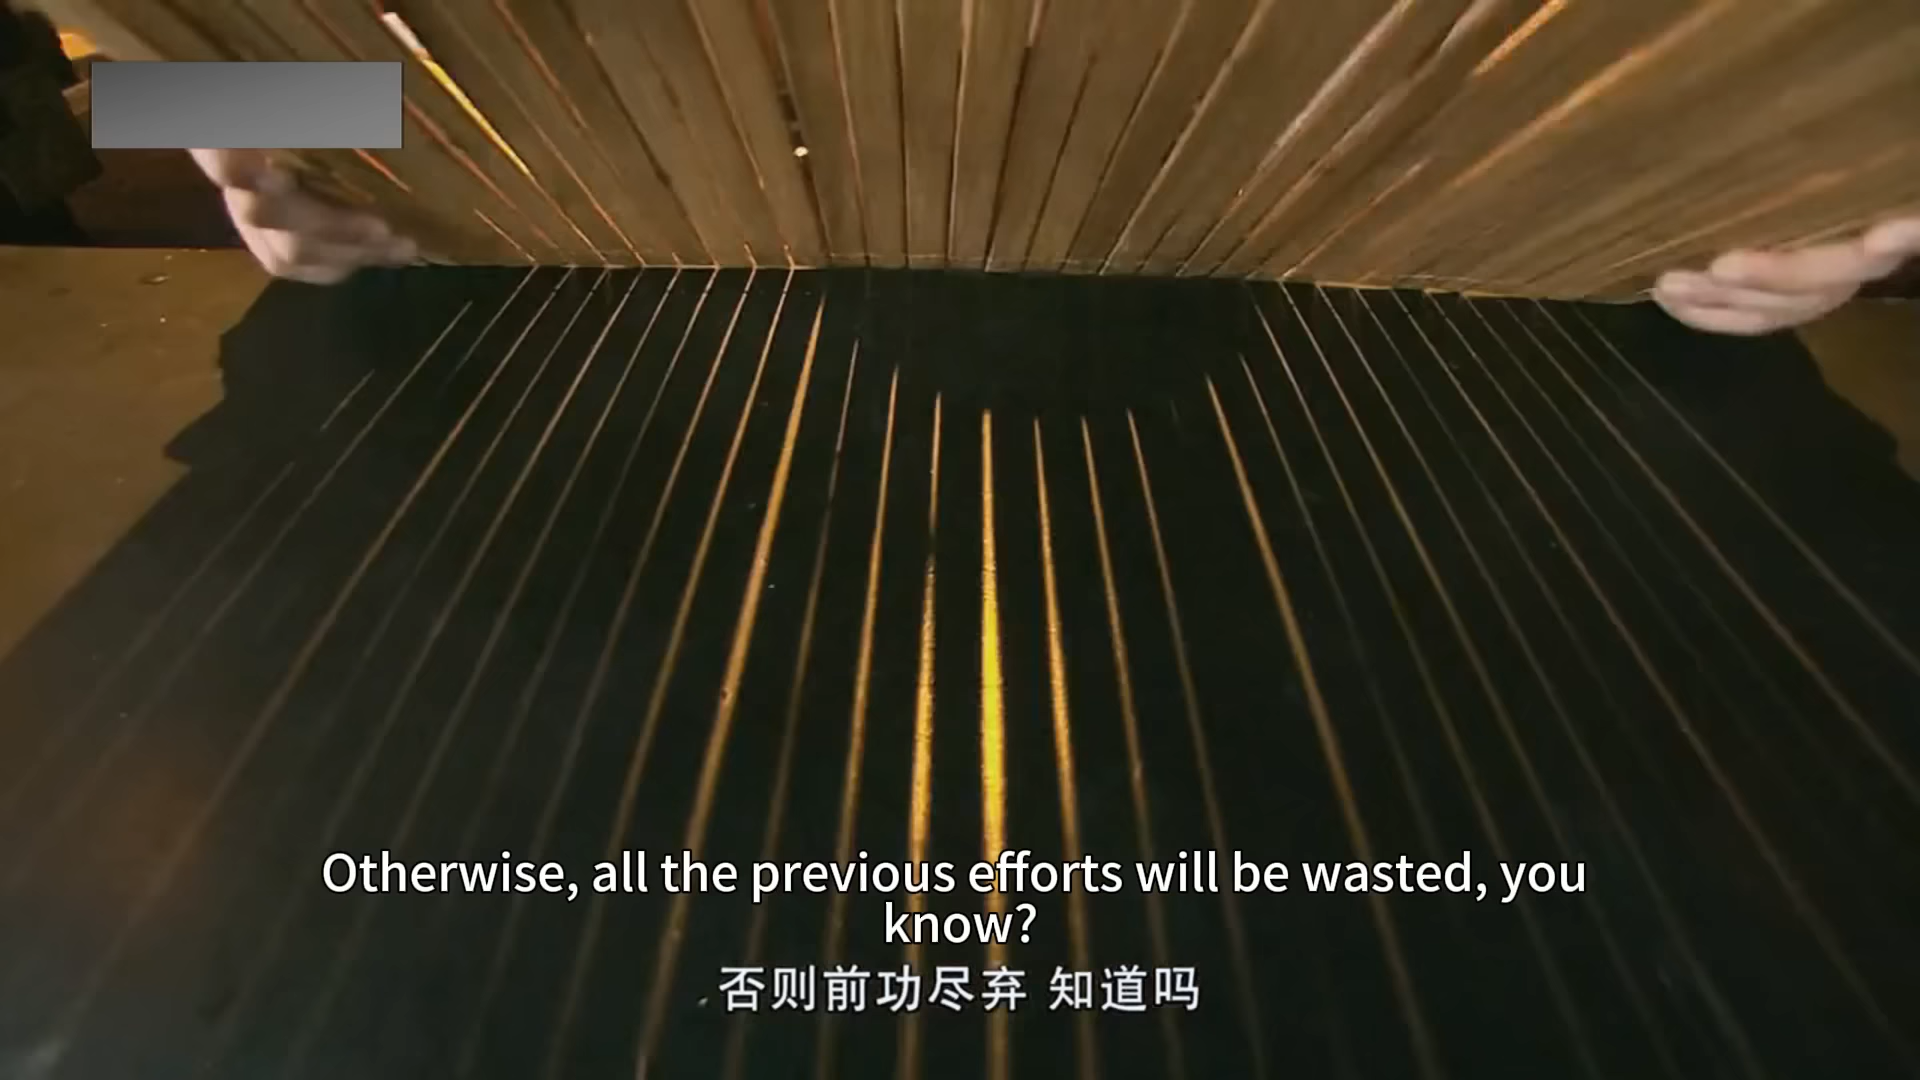 Otherwise, all the previous efforts will be wasted, you
know?
否则前功尽弃 知道吗